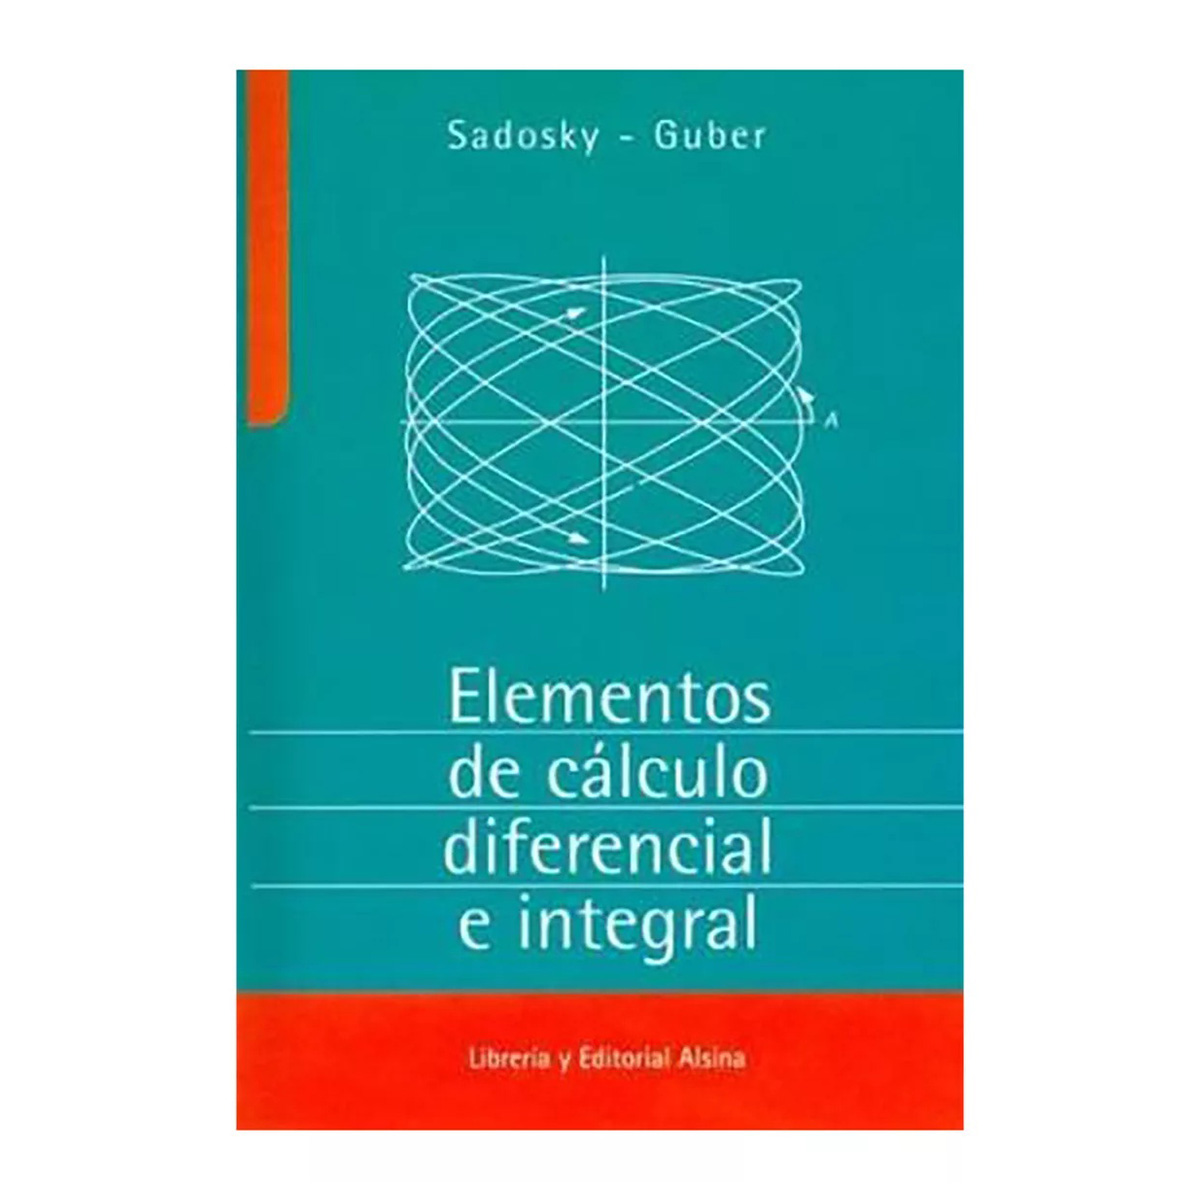 Sadosky - Guber
A
Elementos
de cálculo
diferencial
e integral
Librería y Editorial Alsina